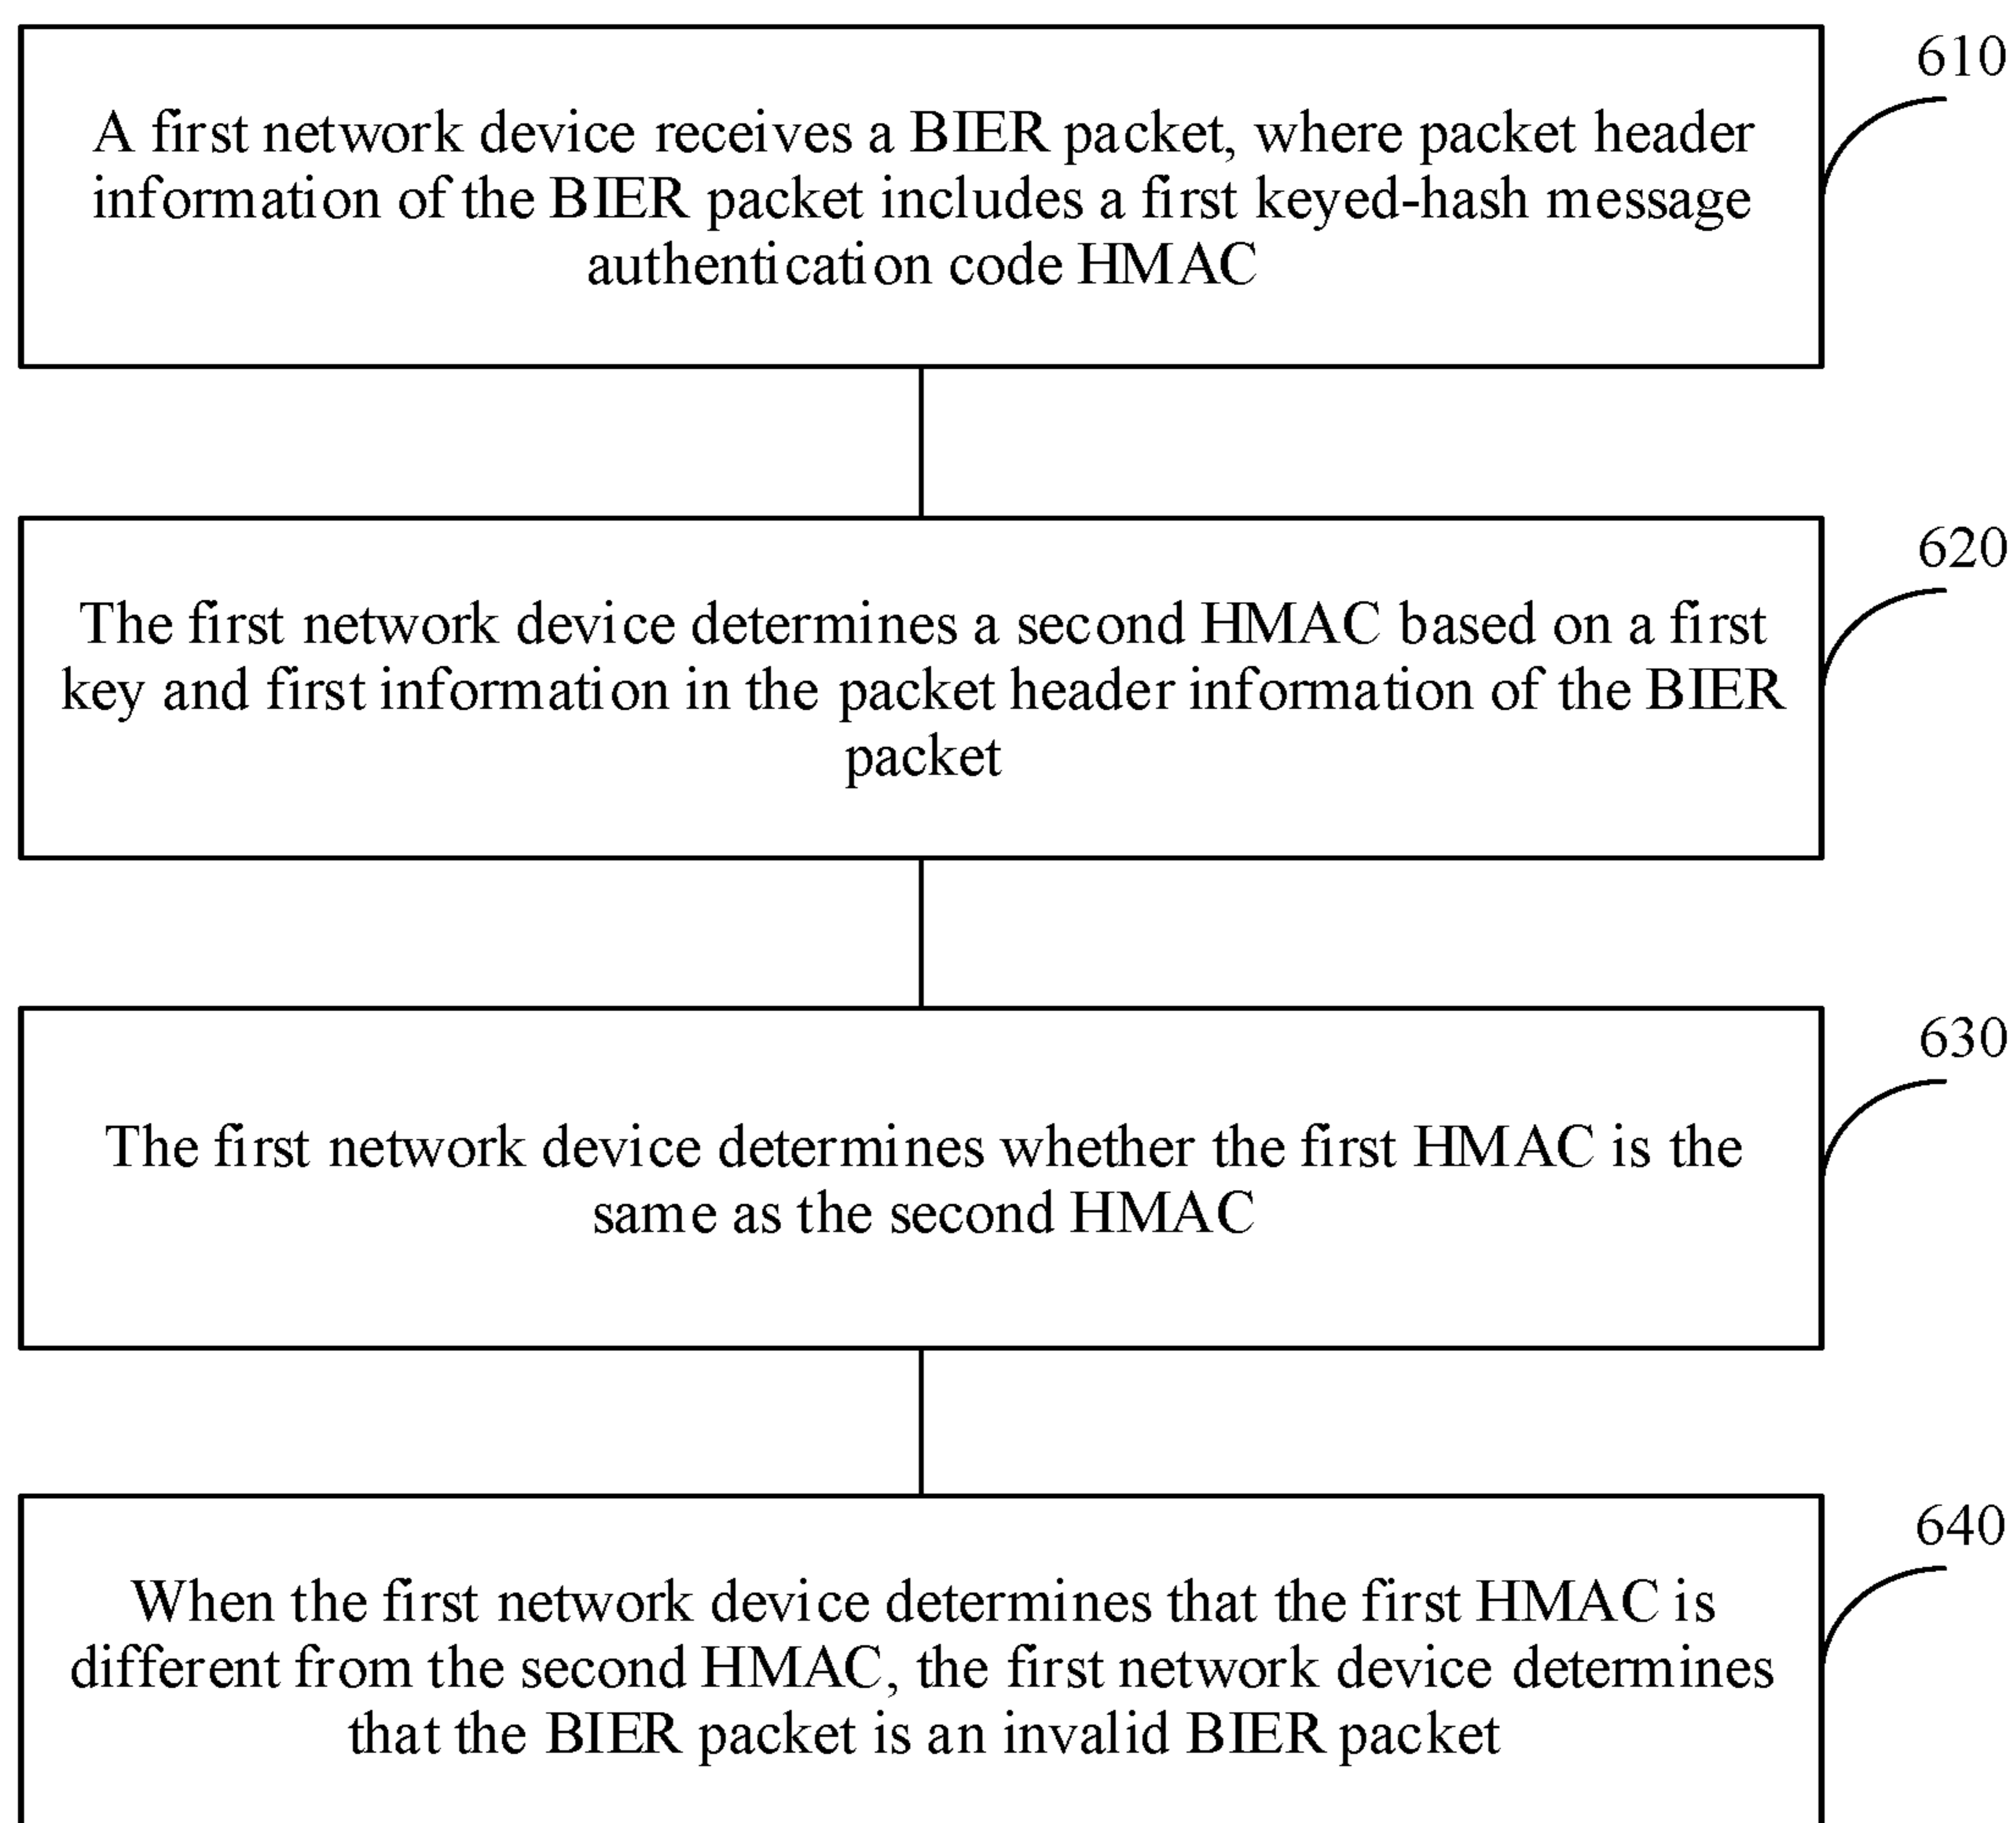 610
A first network device receives a BIER packet, where packet header
information of the BIER packet includes a first keyed-hash message
authentication code HMAC
620
The first network device determines a second HMAC based on a first
key and first information in the packet header information of the BIER
packet
630
The first network device determines whether the first HMAC is the
same as the second HMAC
640
When the first network device determines that the first HMAC is
different from the second HMAC, the first network device determines
that the BIER packet is an invalid BIER packet